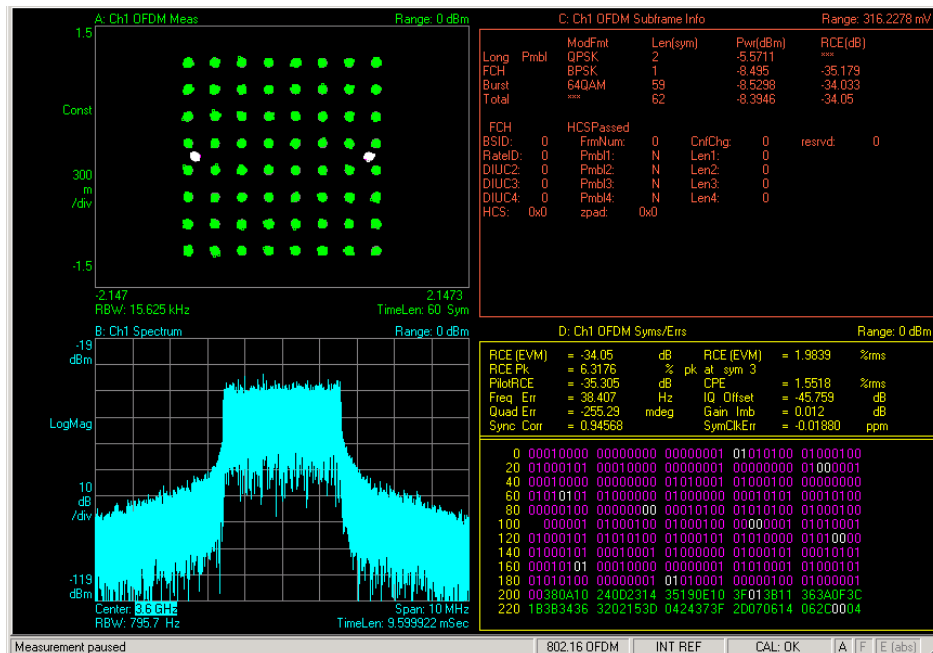 A: Ch1 OFDM Meas Range: 0 dBm
1.5
Const
300
m
/div
-1.5
-2.147 2.1473
RBW: 15.625 kHz TimeLen: 60 Sym
C: Ch1 OFDM Subframe Info Range: 316.2278 mV
ModFmt Len(sym) Pwr(dBm) RCE(dB)
Long Pmbl QPSK 2 -5.5711 ***
FCH BPSK 1 -8.495 -35.179
Burst 64QAM 59 -8.5298 -34.033
Total *** 62 -8.3946 -34.05
FCH HCSPassed
BSID: 0 FrmNum: 0 CnfChg: 0 resrvd: 0
RateID: 0 Pmbl1: N Len1: 0
DIUC2: 0 Pmbl2: N Len2: 0
DIUC3: 0 Pmbl3: N Len3: 0
DIUC4: 0 Pmbl4: N Len4: 0
HCS: 0x0 zpad: 0x0
B: Ch1 Spectrum Range: 0 dBm
-19
dBm
LogMag
10
dB
/div
-119
dBm
Center: 3.6 GHz Span: 10 MHz
RBW: 795.7 Hz TimeLen: 9.599922 mSec
D: Ch1 OFDM Syms/Errs Range: 0 dBm
RCE (EVM) = -34.05 dB RCE (EVM) = 1.9839 %rms
RCE Pk = 6.3176 % pk at sym 3
PilotRCE = -35.305 dB CPE = 1.5518 %rms
Freq Err = 38.407 Hz IQ Offset = -45.759 dB
Quad Err = -255.29 mdeg Gain Imb = 0.012 dB
Sync Corr = 0.94568 SymClkErr = -0.01880 ppm
0 00010000 00000000 00000001 01010100 01000100
20 01000101 00010000 01000001 00000000 01000001
40 00010000 00000000 01010001 01000000 00000000
60 01010101 01000000 01000000 00010101 01000100
80 00000100 00000000 00010101 01000101 00000100
100 000001 01000100 01000100 00000001 01010001
120 01000101 01010100 01010100 01010100 01010000
140 01000101 00010001 01000000 01000101 00010101
160 00010101 00010000 01000101 01000101 00000101
180 01010100 00000001 01010001 00000100 00000000
200 00380A10 240D2314 35190E10 3F013B11 363A0F3C
220 1B3B3436 3202153D 0424373F 2D070614 062C0004
Measurement paused 802.16 OFDM INT REF CAL: OK A F E (abs)